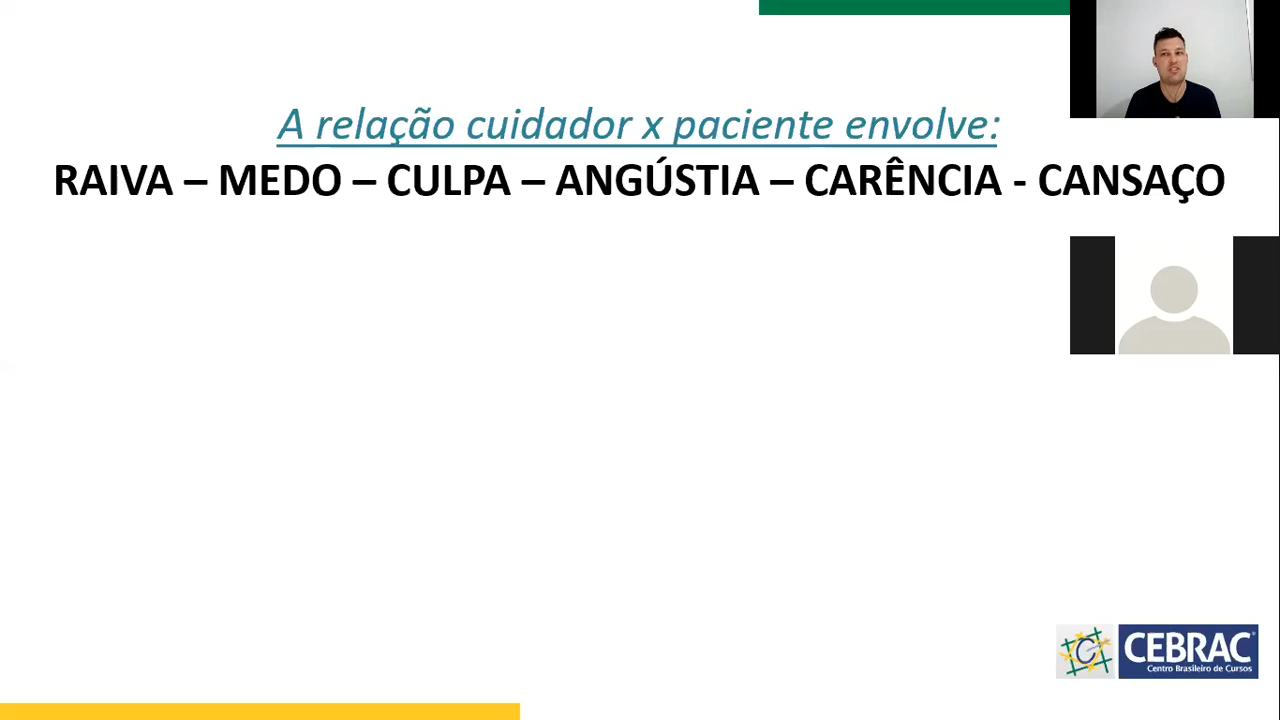 A relação cuidador x paciente envolve:
RAIVA – MEDO – CULPA – ANGÚSTIA – CARÊNCIA - CANSAÇO
CEBRAC®
Centro Brasileiro de Cursos